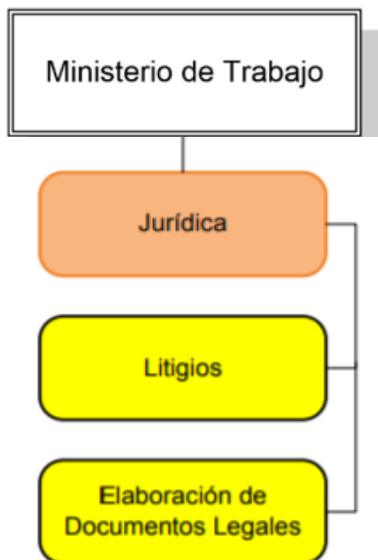 Ministerio de Trabajo
Jurídica
Litigios
Elaboración de
Documentos Legales